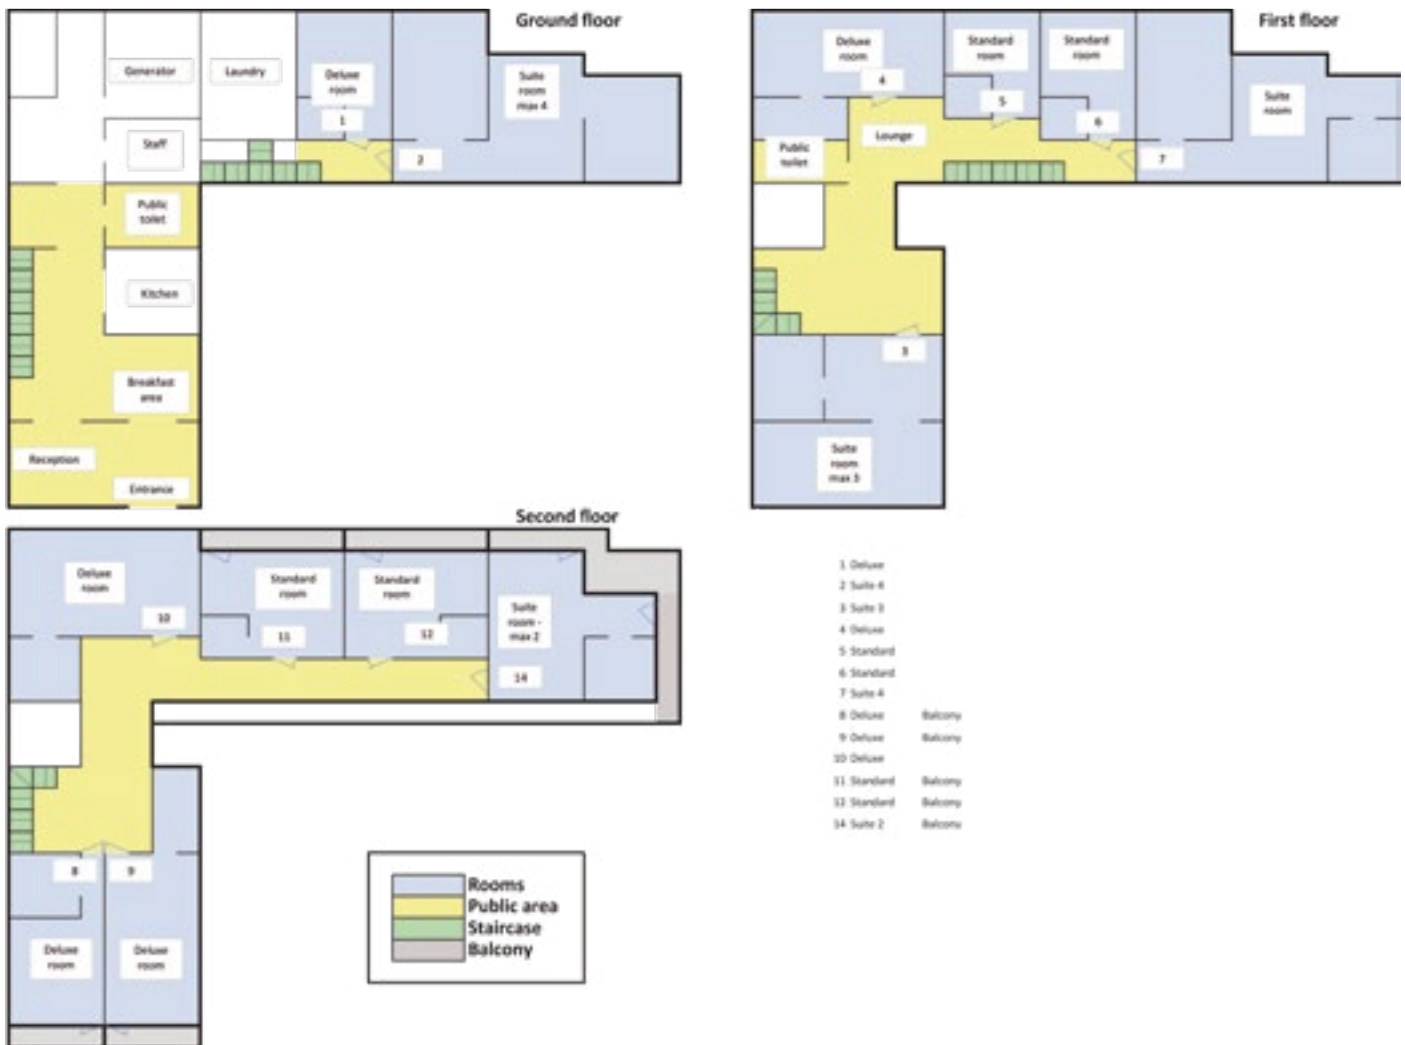 Ground floor
Generator
Laundry
Deluxe
room
1
Suite
room
max 4
2
Staff
Public
toilet
Kitchen
Breakfast
area
Reception
Entrance
First floor
Deluxe
room
4
Standard
room
5
Standard
room
6
Suite
room
7
Lounge
Public
toilet
3
Suite
room
max 3
Second floor
Deluxe
room
10
Standard
room
11
Standard
room
12
Suite
room -
max 2
14
8
9
Deluxe
room
Deluxe
room
Rooms
Public area
Staircase
Balcony
1 Deluxe
2 Suite 4
3 Suite 3
4 Deluxe
5 Standard
6 Standard
7 Suite 4
8 Deluxe Balcony
9 Deluxe Balcony
10 Deluxe
11 Standard Balcony
12 Standard Balcony
14 Suite 2 Balcony